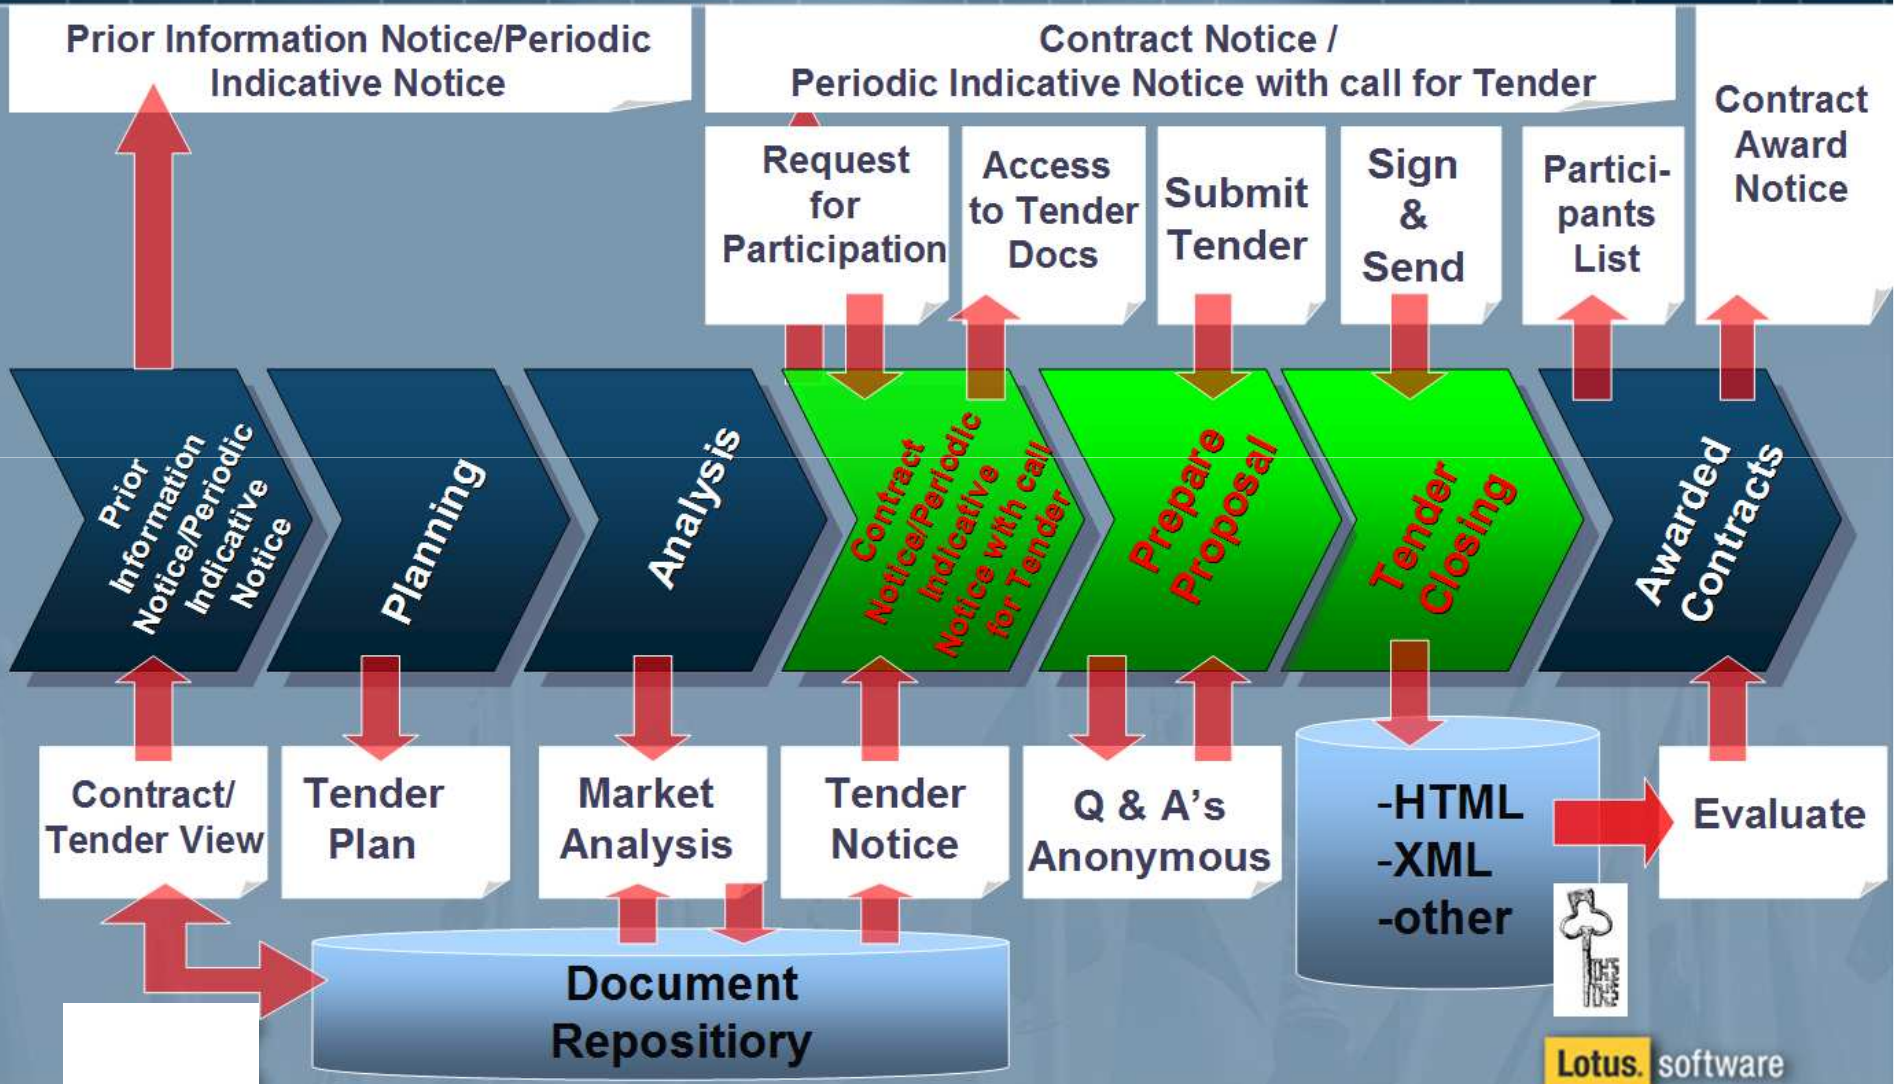 Prior Information Notice/Periodic
Indicative Notice
Contract Notice /
Periodic Indicative Notice with call for Tender
Contract
Award
Notice
Request
for
Participation
Access
to Tender
Docs
Submit
Tender
Sign
&
Send
Partici-
pants
List
Prior
Information
Notice/Periodic
Indicative
Notice
Planning
Analysis
Contract
Notice/Periodic
Indicative
Notice with call
for Tender
Prepare
Proposal
Tender
Closing
Awarded
Contracts
Contract/
Tender View
Tender
Plan
Market
Analysis
Tender
Notice
Q & A's
Anonymous
-HTML
-XML
-other
Evaluate
Document
Repositiory
Lotus. software